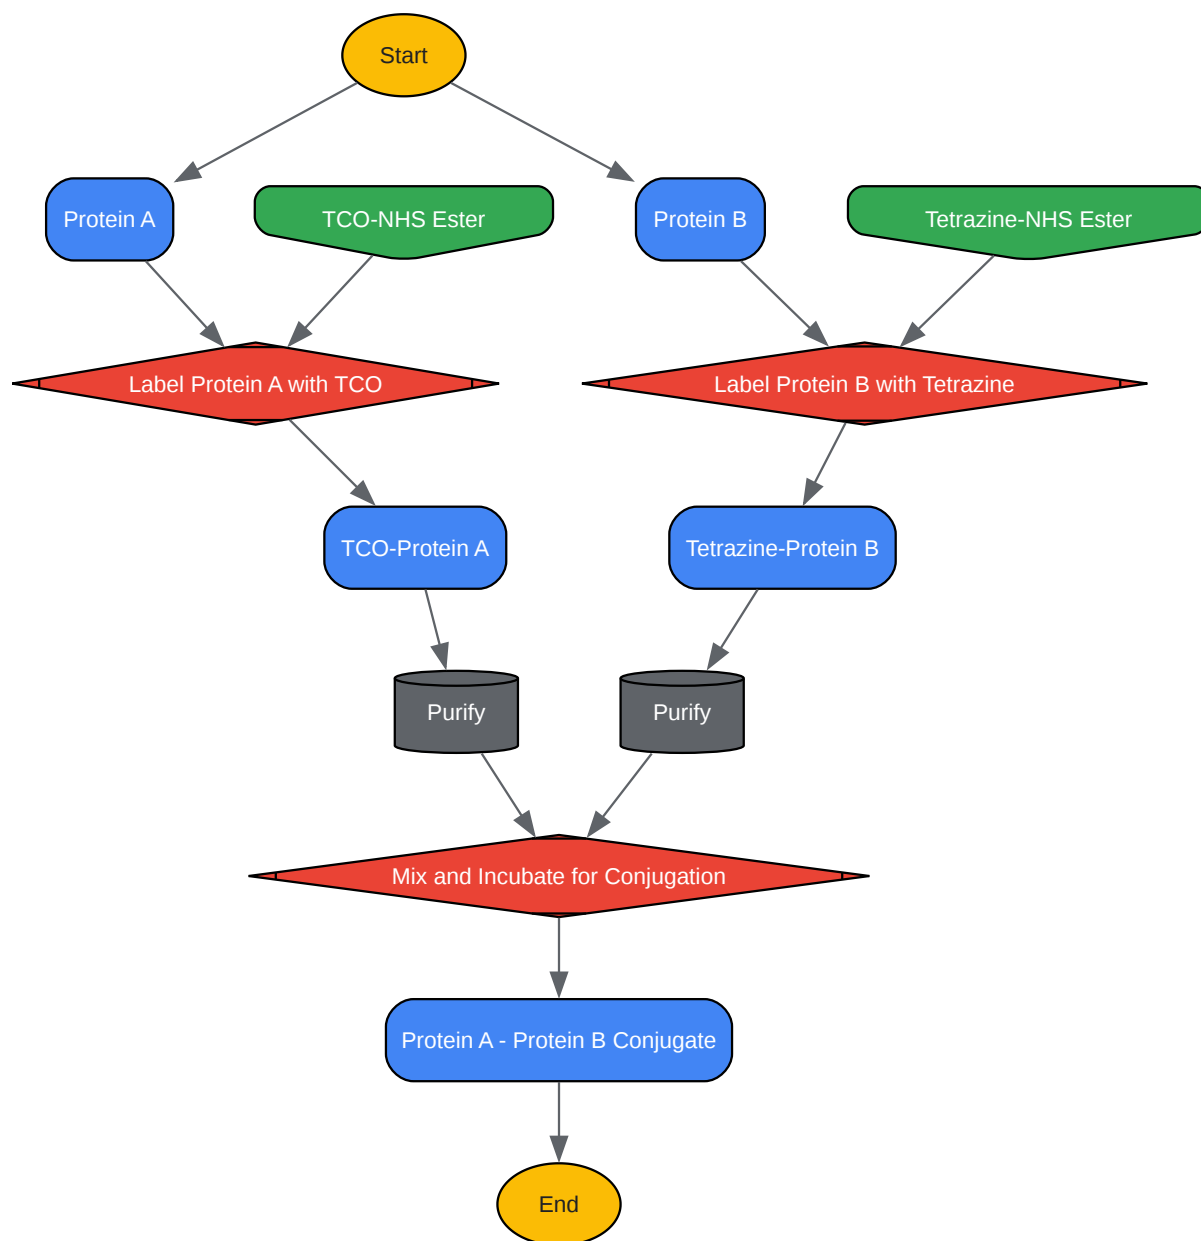 Start
Protein A
TCO-NHS Ester
Protein B
Tetrazine-NHS Ester
Label Protein A with TCO
Label Protein B with Tetrazine
TCO-Protein A
Tetrazine-Protein B
Purify
Purify
Mix and Incubate for Conjugation
Protein A - Protein B Conjugate
End